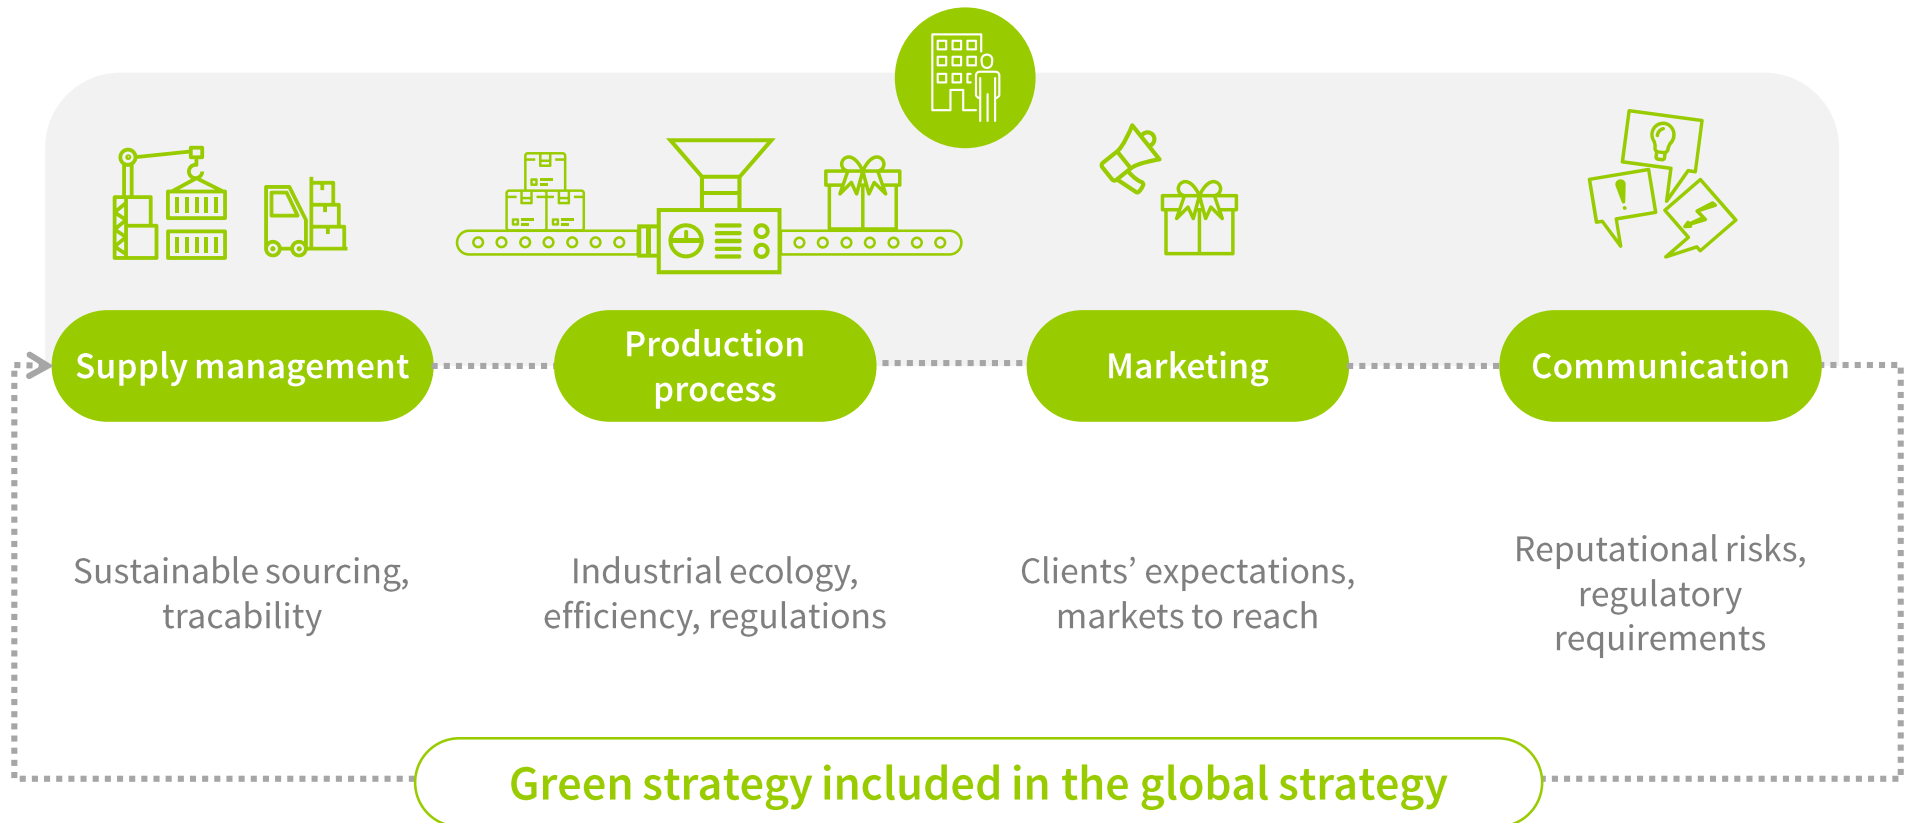 Supply management
Production
process
Marketing
Communication
Sustainable sourcing,
tracability
Industrial ecology,
efficiency, regulations
Clients’ expectations,
markets to reach
Reputational risks,
regulatory
requirements
Green strategy included in the global strategy